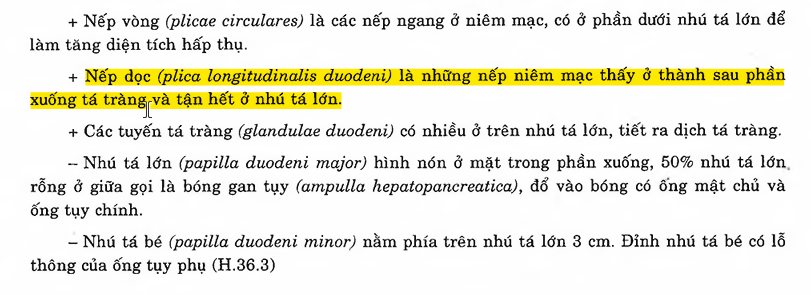 + Nếp vòng (plicae circulares) là các nếp ngang ở niêm mạc, có ở phần dưới nhú tá lớn để
làm tăng diện tích hấp thụ.
+ Nếp dọc (plica longitudinalis duodeni) là những nếp niêm mạc thấy ở thành sau phần
xuống tá tràng và tận hết ở nhú tá lớn.
+ Các tuyến tá tràng (glandulae duodeni) có nhiều ở trên nhú tá lớn, tiết ra dịch tá tràng.
– Nhú tá lớn (papilla duodeni major) hình nón ở mặt trong phần xuống, 50% nhú tá lớn
rỗng ở giữa gọi là bóng gan tụy (ampulla hepatopancreatica), đổ vào bóng có ống mật chủ và
ống tụy chính.
– Nhú tá bé (papilla duodeni minor) nằm phía trên nhú tá lớn 3 cm. Đỉnh nhú tá bé có lỗ
thông của ống tụy phụ (H.36.3)